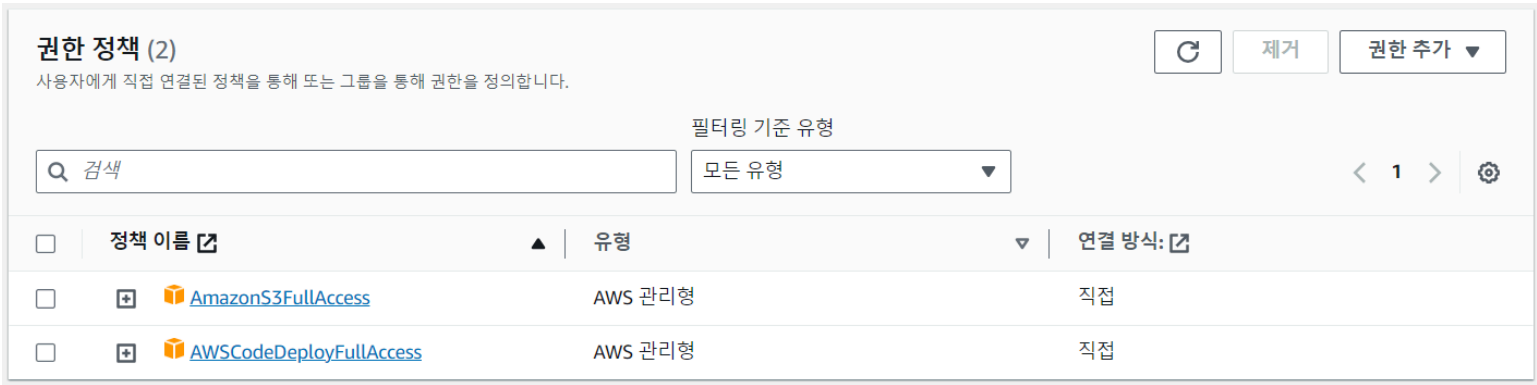 권한 정책 (2)
제거
권한 추가
사용자에게 직접 연결된 정책을 통해 또는 그룹을 통해 권한을 정의합니다.
필터링 기준 유형
검색
모든 유형
1
정책 이름 유형 연결 방식:
AmazonS3FullAccess AWS 관리형 직접
AWSCodeDeployFullAccess AWS 관리형 직접